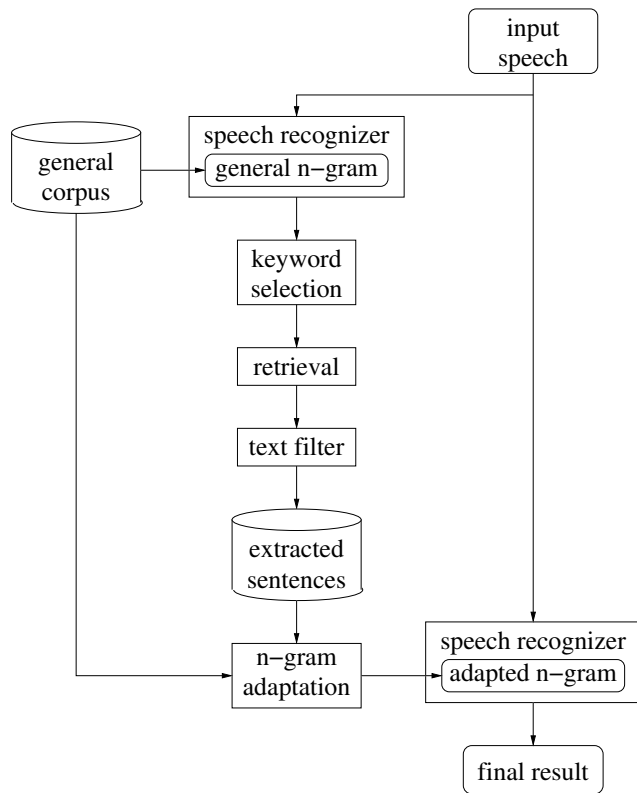 input
speech
speech recognizer
general n−gram
general
corpus
keyword
selection
retrieval
text filter
extracted
sentences
n−gram
adaptation
speech recognizer
adapted n−gram
final result